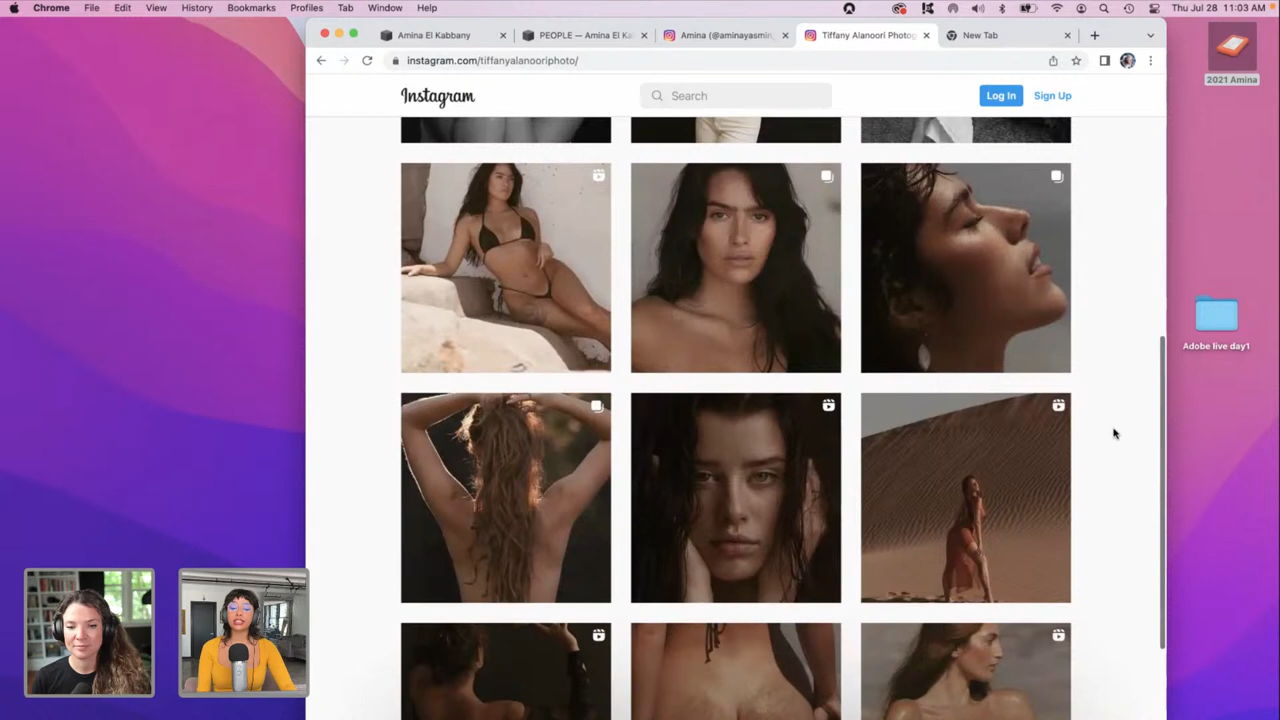 Chrome File Edit View History Bookmarks Profiles Tab Window Help Thu Jul 28 11:03 AM
Amina El Kabbany PEOPLE — Amina El Ka Amina (@aminayasmin_ Tiffany Alanoori Photog New Tab
instagram.com/tiffanyalanooriphoto/
Instagram Search Log In Sign Up
2021 Amina
Adobe live day1